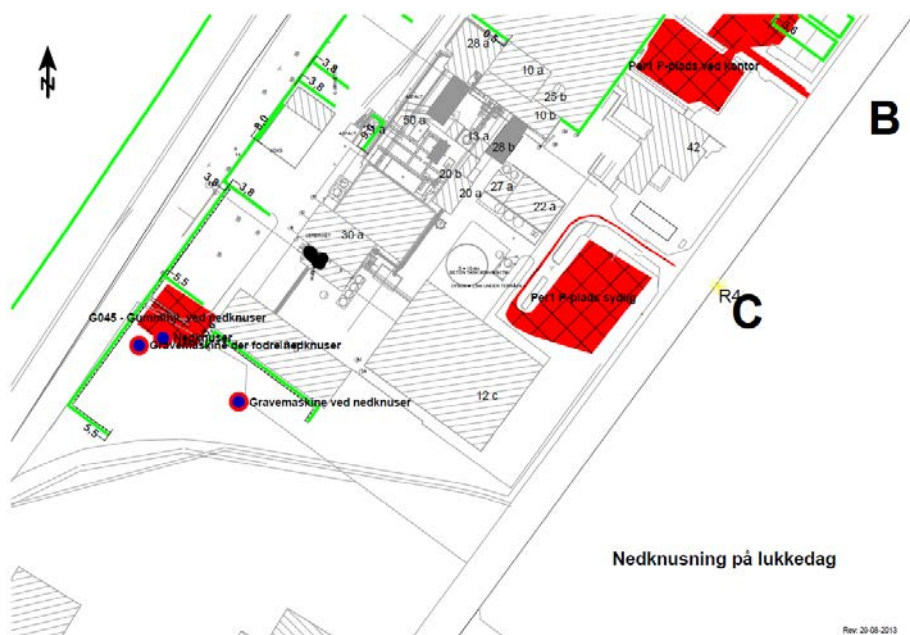 N
3.8
3.8
8.0
3.8
3.8
28 a
0.5
10 a
25 b
10 b
50 a
13 a
28 b
20 b
20 a
27 a
22 a
30 a
42
Per1 P-plads ved kontor
B
Per1 P-plads sydlig
R4
C
5.5
G045 - Gummihjl. ved nedknuser
Nedknuser
Gravemaskine der fodrer nedknuser
Gravemaskine ved nedknuser
12 c
5.5
Nedknusning på lukkedag
Rev: 20-08-2013